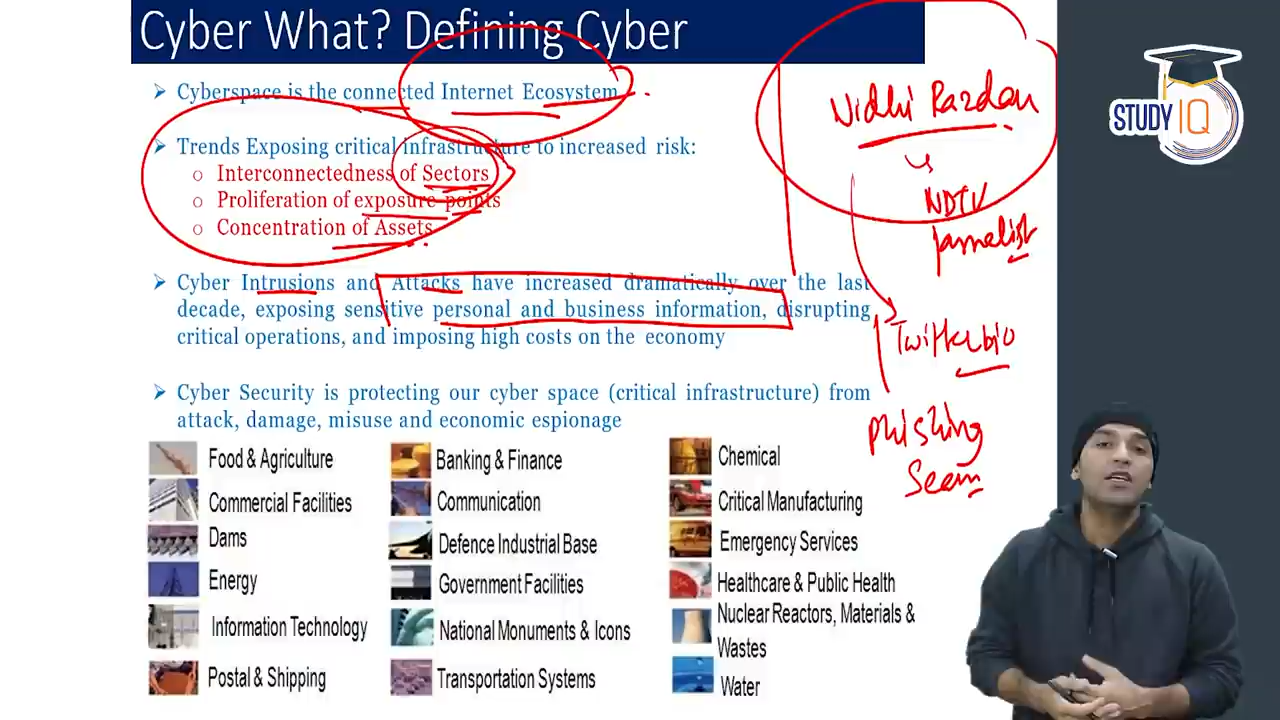 Cyber What? Defining Cyber
➢ Cyberspace is the connected Internet Ecosystem
➢ Trends Exposing critical infrastructure to increased risk:
o Interconnectedness of Sectors
o Proliferation of exposure points
o Concentration of Assets
➢ Cyber Intrusions and Attacks have increased dramatically over the last
decade, exposing sensitive personal and business information, disrupting
critical operations, and imposing high costs on the economy
➢ Cyber Security is protecting our cyber space (critical infrastructure) from
attack, damage, misuse and economic espionage
Food & Agriculture
Commercial Facilities
Dams
Energy
Information Technology
Postal & Shipping
Banking & Finance
Communication
Defence Industrial Base
Government Facilities
National Monuments & Icons
Transportation Systems
Chemical
Critical Manufacturing
Emergency Services
Healthcare & Public Health
Nuclear Reactors, Materials &
Wastes
Water
Nidhi Razdan
NDTV
Journalist
Twitter bio
Phishing
Scam
STUDY IQ